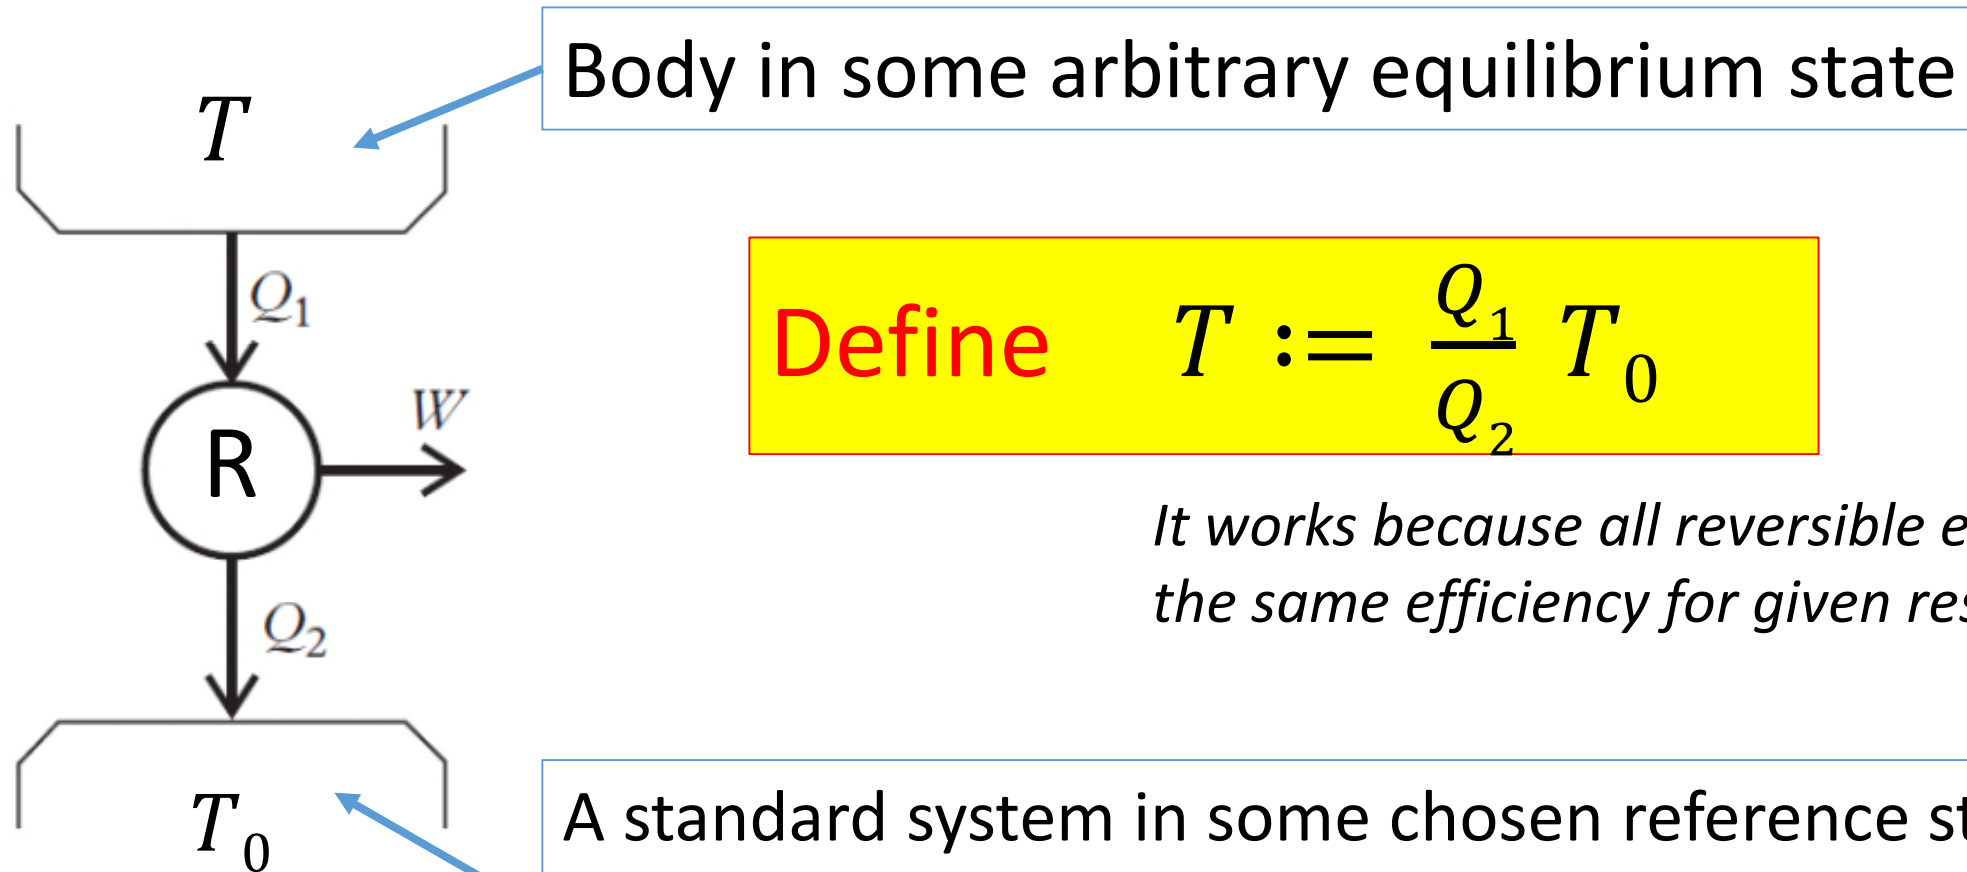 Body in some arbitrary equilibrium state
T
Q₁
Define T := Q₁/Q₂ T₀
R
W
It works because all reversible e
the same efficiency for given res
Q₂
A standard system in some chosen reference st
T₀